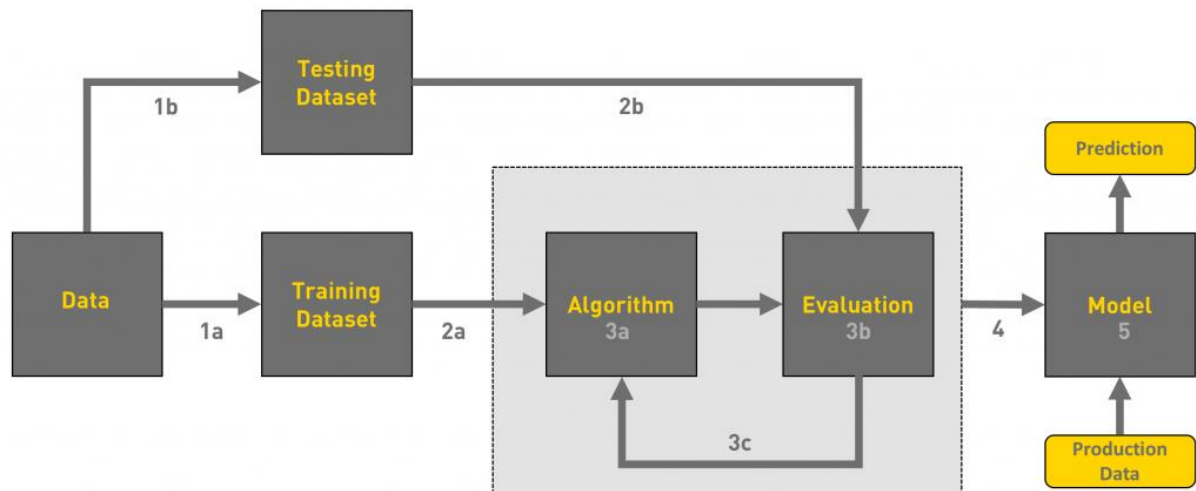 Testing
Dataset
1b
2b
Prediction
Data
Training
Dataset
Algorithm
3a
Evaluation
3b
Model
5
1a
2a
4
3c
Production
Data